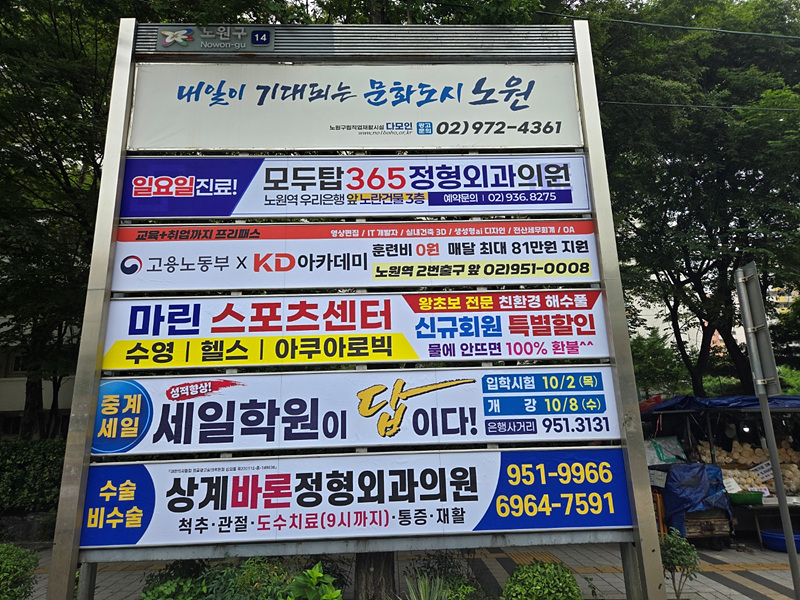 노원구
Nowon-gu
14
내일이 기대되는 문화도시 노원
노원구립직업재활시설 다모인 광고문의 02)972-4361
일요일진료! 모두탑365정형외과의원
노원역 우리은행 앞 노란건물 3층 예약문의 02)936.8275
교육+취업까지 프리패스 영상편집 / IT 개발자 / 실내건축 3D / 생성형ai 디자인 / 전산세무회계 / OA
고용노동부 X KD아카데미 훈련비 0원 매달 최대 81만원 지원
노원역 2번출구 앞 02)951-0008
마린 스포츠센터
수영 | 헬스 | 아쿠아로빅
왕초보 전문 친환경 해수풀
신규회원 특별할인
물에 안뜨면 100% 환불^^
중계
세일
성적향상!
세일학원이 답이다!
입학시험 10/2 (목)
개 강 10/8 (수)
은행사거리 951.3131
수술
비수술
상계바론정형외과의원
척추·관절·도수치료(9시까지)·통증·재활
951-9966
6964-7591